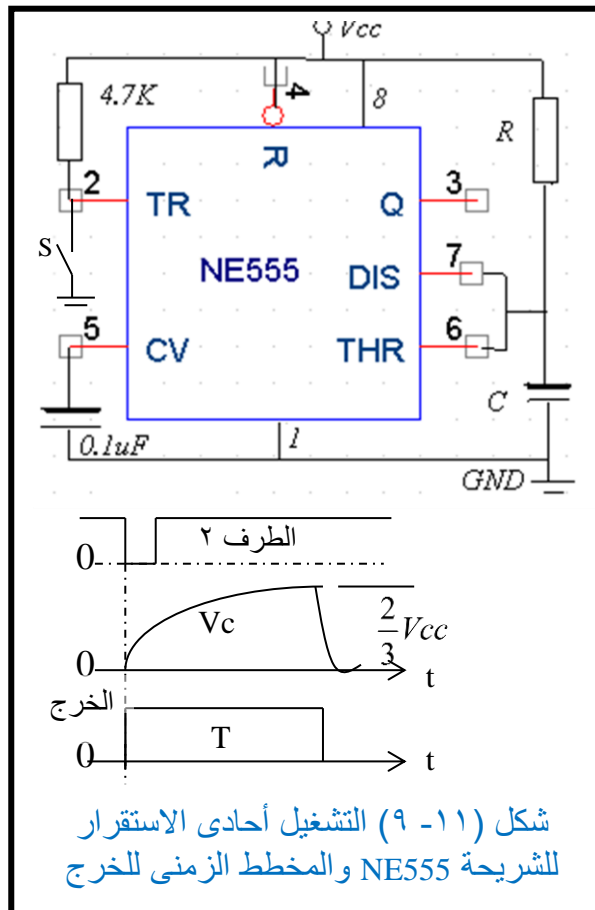 Vcc
4.7K
4
8
R
R
2
TR
Q
3
S
NE555
DIS
7
5
CV
THR
6
C
0.1uF
1
GND
الطرف ٢
0
Vc
2/3 Vcc
0
t
الخرج
T
0
t
شكل (١١- ٩) التشغيل أحادى الاستقرار
للشريحة NE555 والمخطط الزمنى للخرج